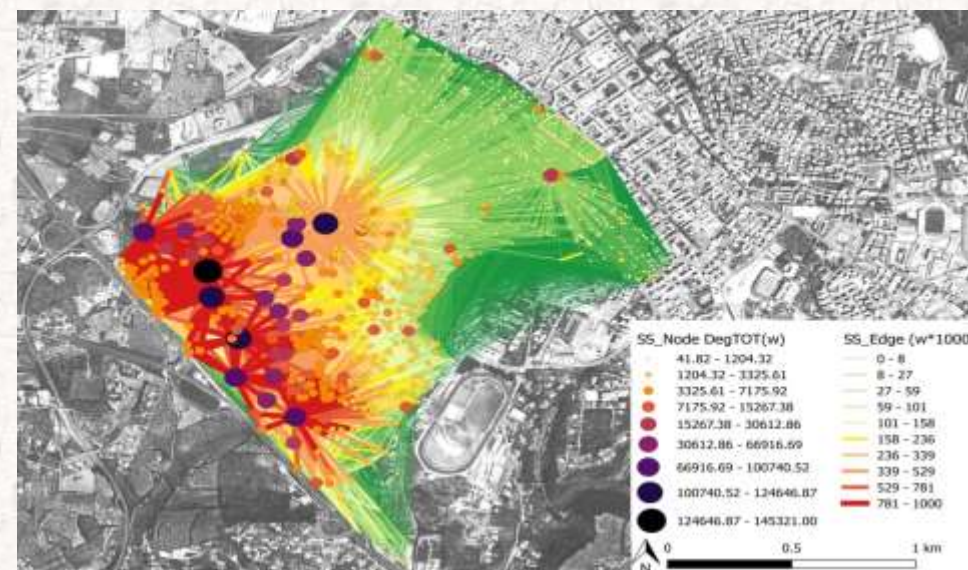 SS_Node DegTOT(w)
41.82 - 1204.32
1204.32 - 3325.61
3325.61 - 7175.92
7175.92 - 15267.38
15267.38 - 30612.86
30612.86 - 66916.69
66916.69 - 100740.52
100740.52 - 124646.87
124646.87 - 145321.00
SS_Edge (w*1000
0 - 8
8 - 27
27 - 59
59 - 101
101 - 158
158 - 236
236 - 339
339 - 529
529 - 781
781 - 1000
N
0 0.5 1 km